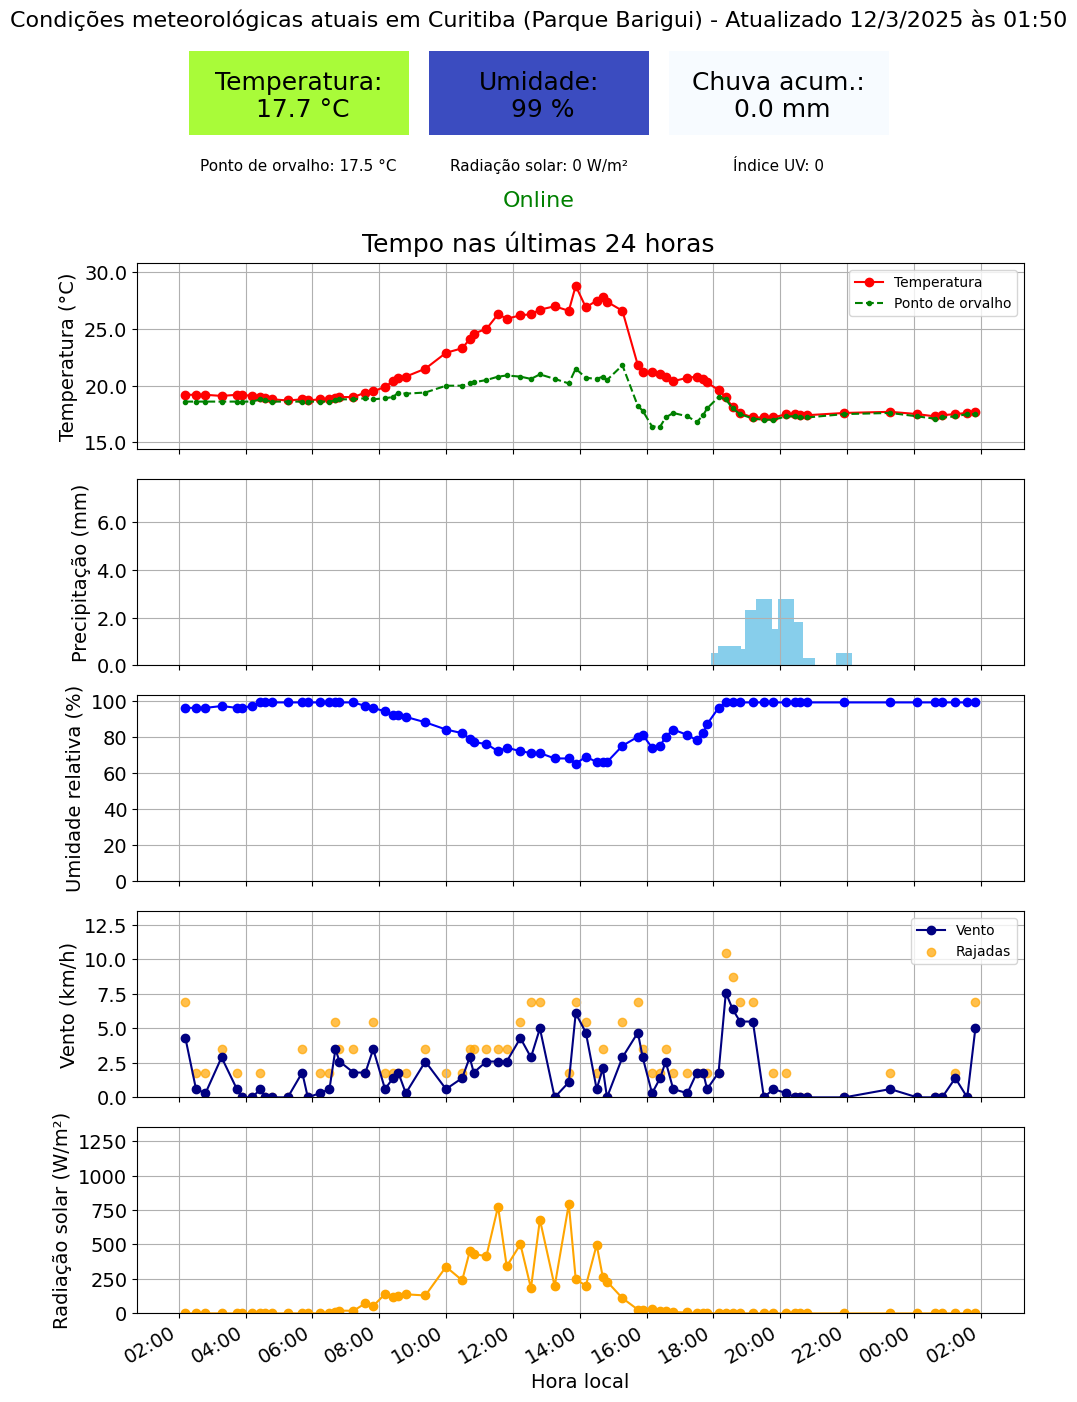 Condições meteorológicas atuais em Curitiba (Parque Barigui) - Atualizado 12/3/2025 às 01:50
Temperatura:
17.7 °C
Umidade:
99 %
Chuva acum.:
0.0 mm
Ponto de orvalho: 17.5 °C
Radiação solar: 0 W/m²
Índice UV: 0
Online
Tempo nas últimas 24 horas
Temperatura (°C)
30.0
25.0
20.0
15.0
Temperatura
Ponto de orvalho
Precipitação (mm)
6.0
4.0
2.0
0.0
Umidade relativa (%)
100
80
60
40
20
0
Vento (km/h)
12.5
10.0
7.5
5.0
2.5
0.0
Vento
Rajadas
Radiação solar (W/m²)
1250
1000
750
500
250
0
02:00
04:00
06:00
08:00
10:00
12:00
14:00
16:00
18:00
20:00
22:00
00:00
02:00
Hora local